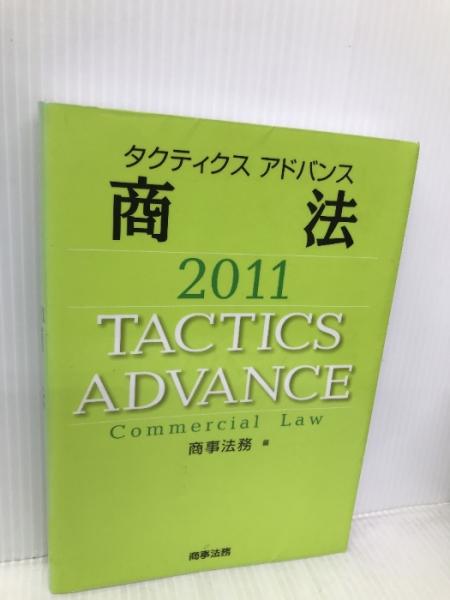 タクティクス アドバンス
商 法
2011
TACTICS
ADVANCE
Commercial Law
商事法務 編
商事法務